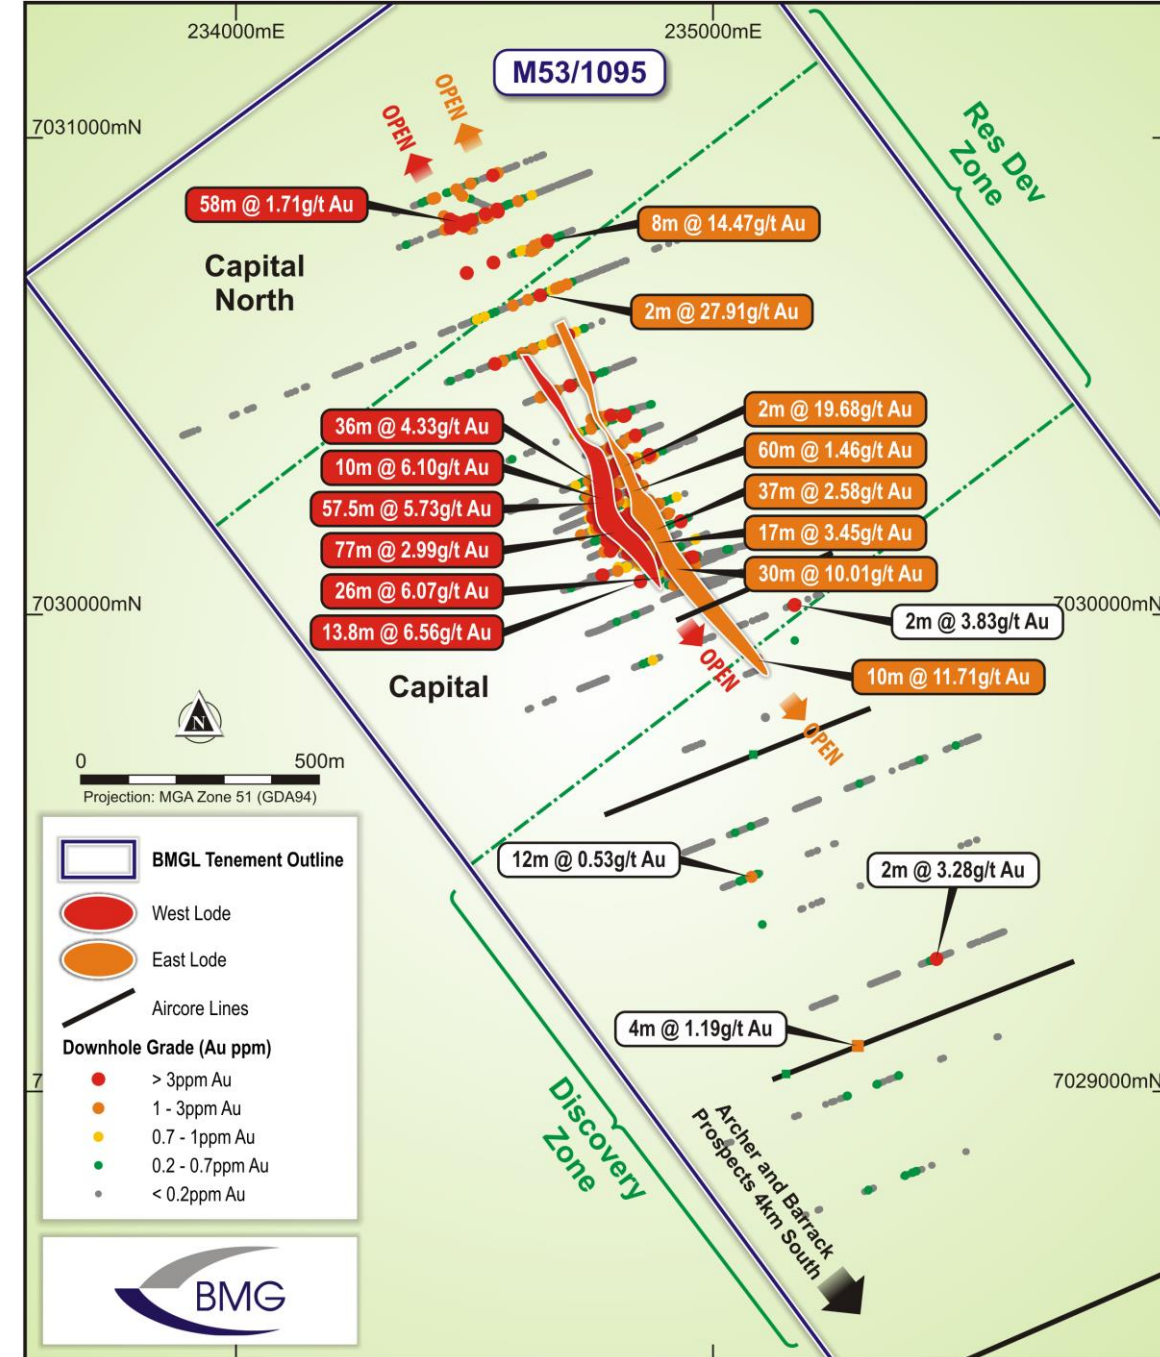 234000mE
235000mE
M53/1095
7031000mN
OPEN
OPEN
Res Dev
Zone
58m @ 1.71g/t Au
8m @ 14.47g/t Au
Capital
North
2m @ 27.91g/t Au
36m @ 4.33g/t Au
10m @ 6.10g/t Au
57.5m @ 5.73g/t Au
77m @ 2.99g/t Au
26m @ 6.07g/t Au
13.8m @ 6.56g/t Au
2m @ 19.68g/t Au
60m @ 1.46g/t Au
37m @ 2.58g/t Au
17m @ 3.45g/t Au
30m @ 10.01g/t Au
7030000mN
7030000mN
2m @ 3.83g/t Au
OPEN
10m @ 11.71g/t Au
Capital
OPEN
N
0 500m
Projection: MGA Zone 51 (GDA94)
12m @ 0.53g/t Au
2m @ 3.28g/t Au
4m @ 1.19g/t Au
7029000mN
7
Discovery
Zone
Archer and Barrack
Prospects 4km South
BMGL Tenement Outline
West Lode
East Lode
Aircore Lines
Downhole Grade (Au ppm)
> 3ppm Au
1 - 3ppm Au
0.7 - 1ppm Au
0.2 - 0.7ppm Au
< 0.2ppm Au
BMG